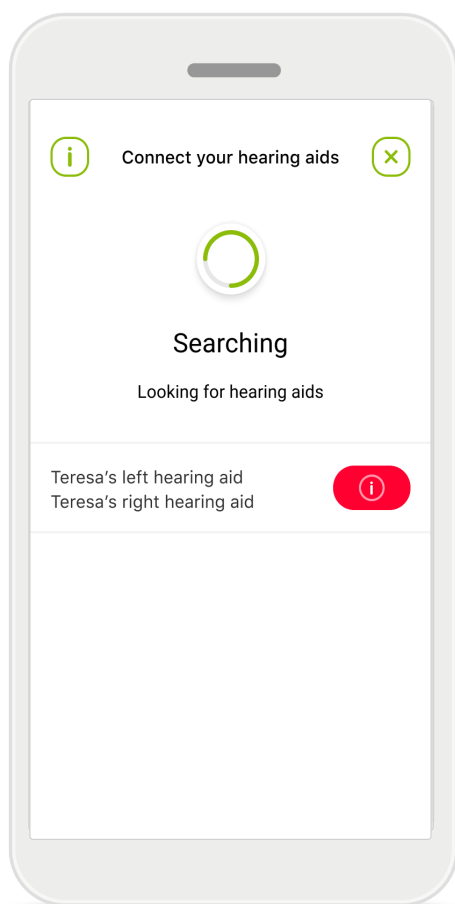 Connect your hearing aids
Searching
Looking for hearing aids
Teresa’s left hearing aid
Teresa’s right hearing aid